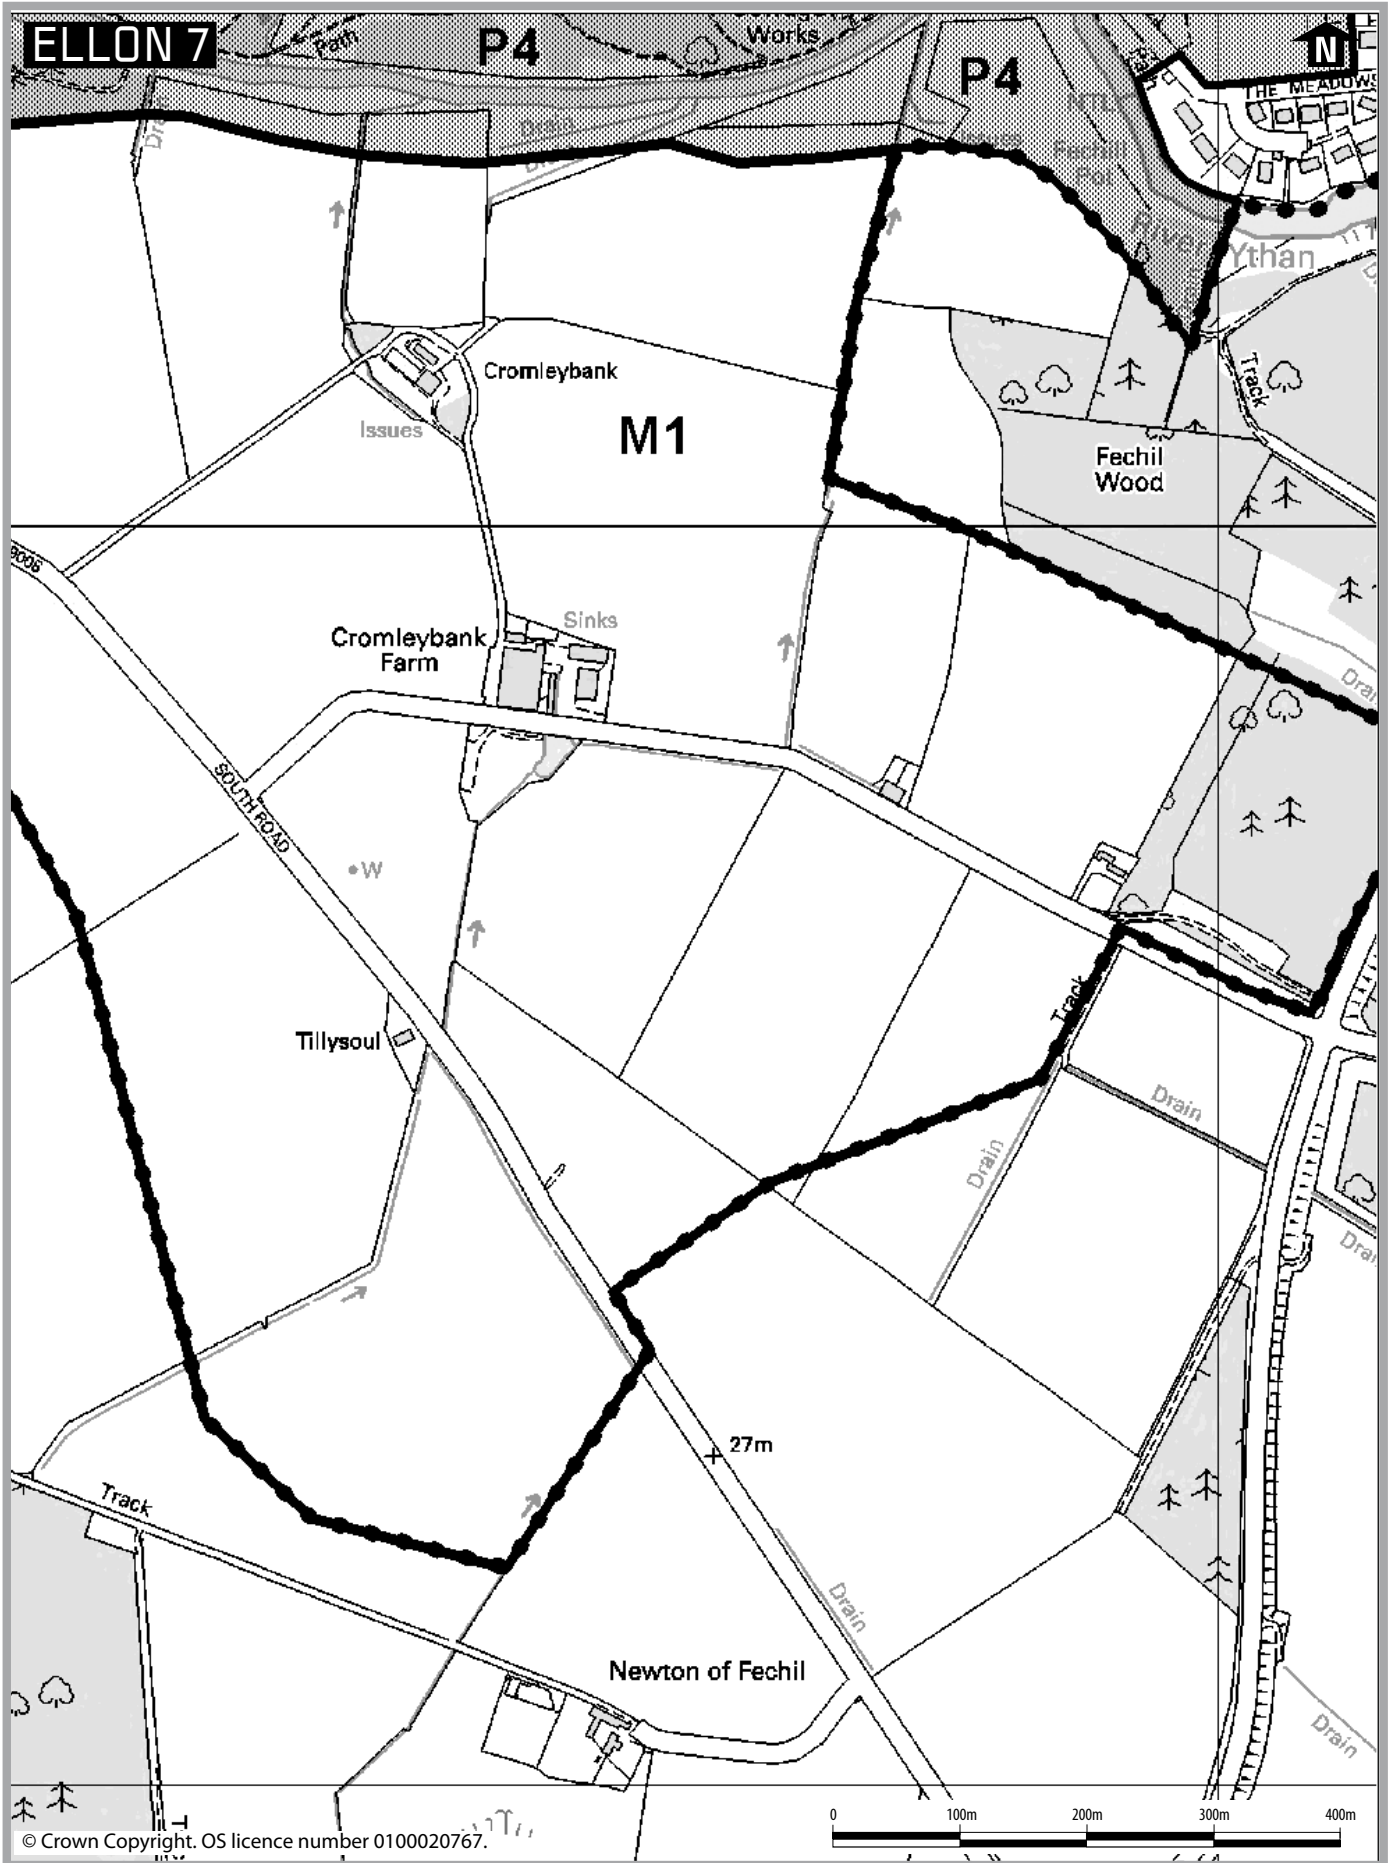 ELLON 7
Path
P4
Works
P4
N
THE MEADOWS
Drain
NTL
Issues
Fechil
Pot
River Ythan
Cromleybank
Issues
M1
Track
Fechil
Wood
Sinks
Cromleybank
Farm
SOUTH ROAD
W
Tillysoul
Track
Drain
Drain
27m
Track
Drain
Newton of Fechil
Drain
0 100m 200m 300m 400m
© Crown Copyright. OS licence number 0100020767.